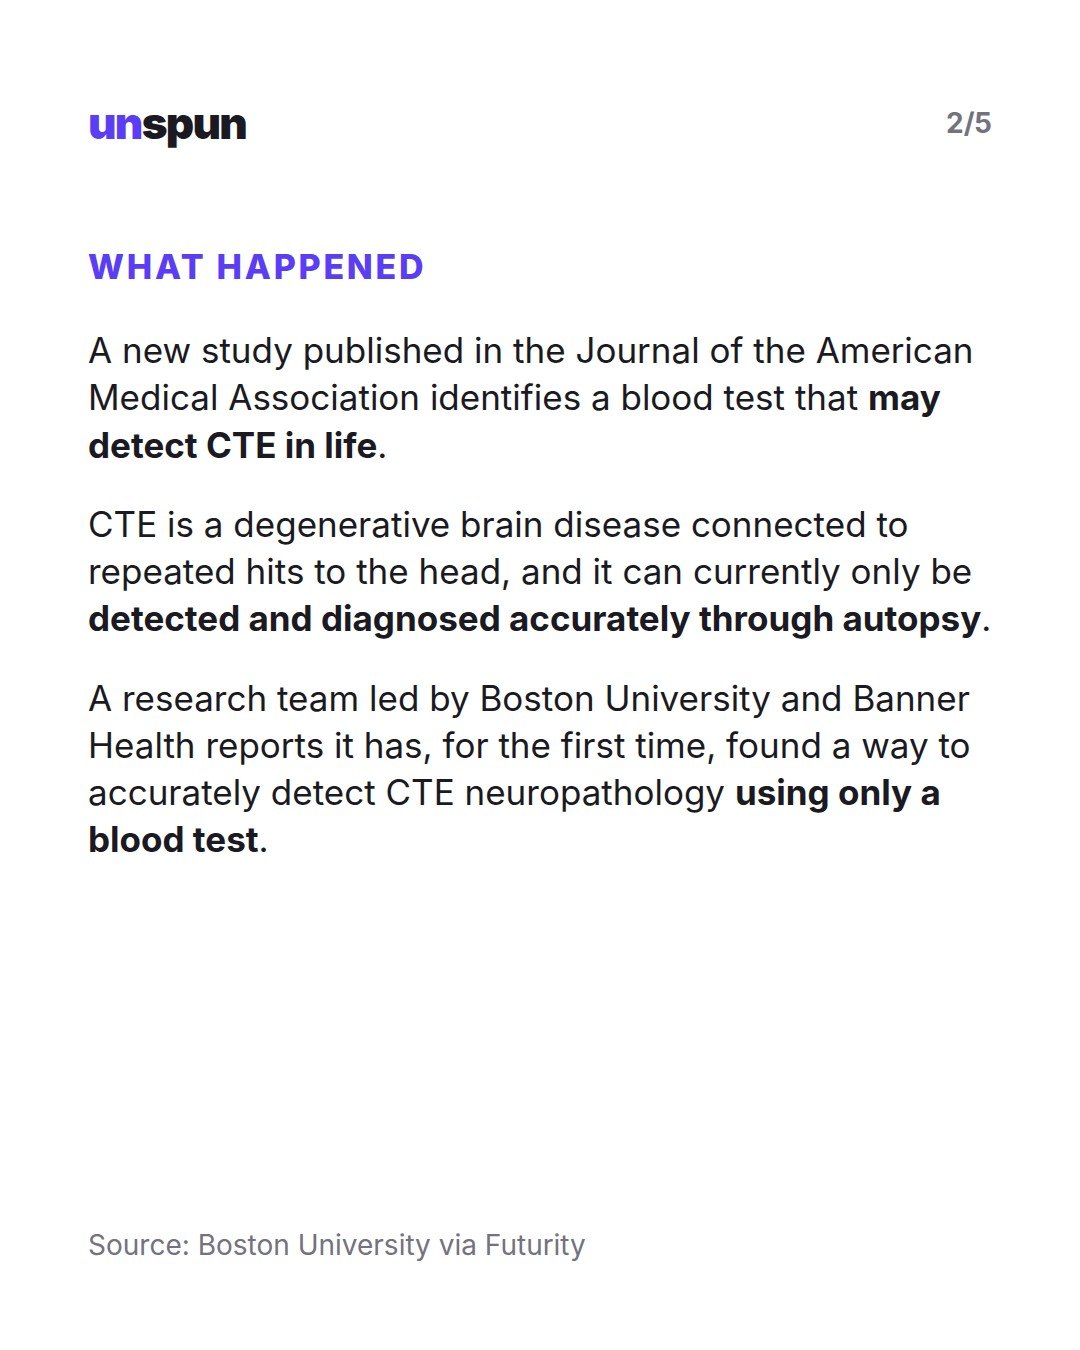 unspun
2/5
WHAT HAPPENED
A new study published in the Journal of the American
Medical Association identifies a blood test that may
detect CTE in life.
CTE is a degenerative brain disease connected to
repeated hits to the head, and it can currently only be
detected and diagnosed accurately through autopsy.
A research team led by Boston University and Banner
Health reports it has, for the first time, found a way to
accurately detect CTE neuropathology using only a
blood test.
Source: Boston University via Futurity